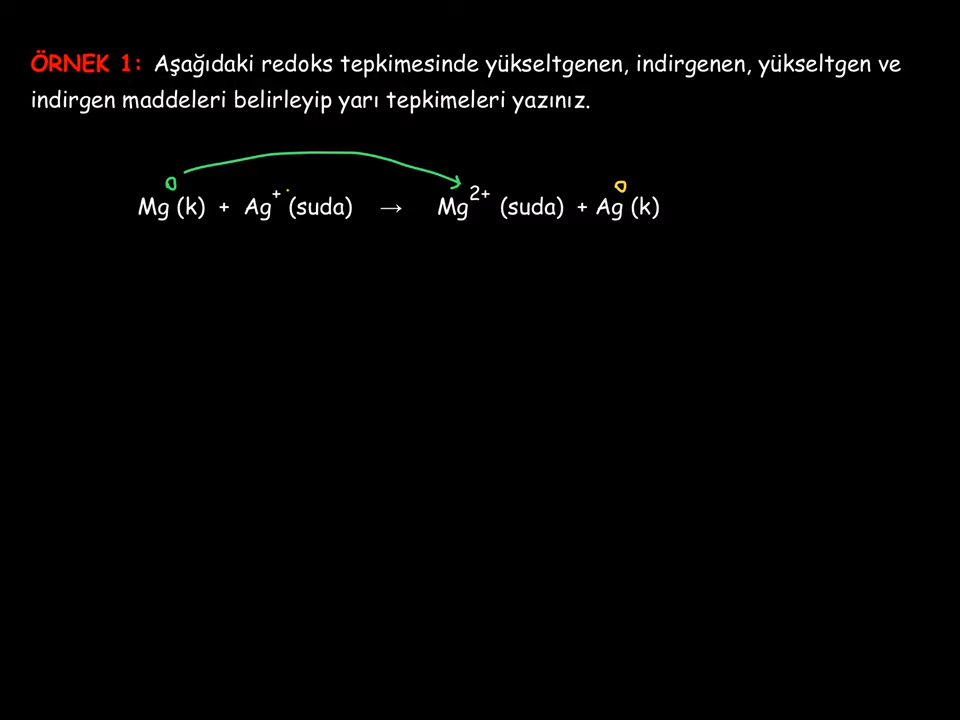 ÖRNEK 1: Aşağıdaki redoks tepkimesinde yükseltgenen, indirgenen, yükseltgen ve
indirgen maddeleri belirleyip yarı tepkimeleri yazınız.
0 0
Mg (k) + Ag⁺ (suda) → Mg²⁺ (suda) + Ag (k)